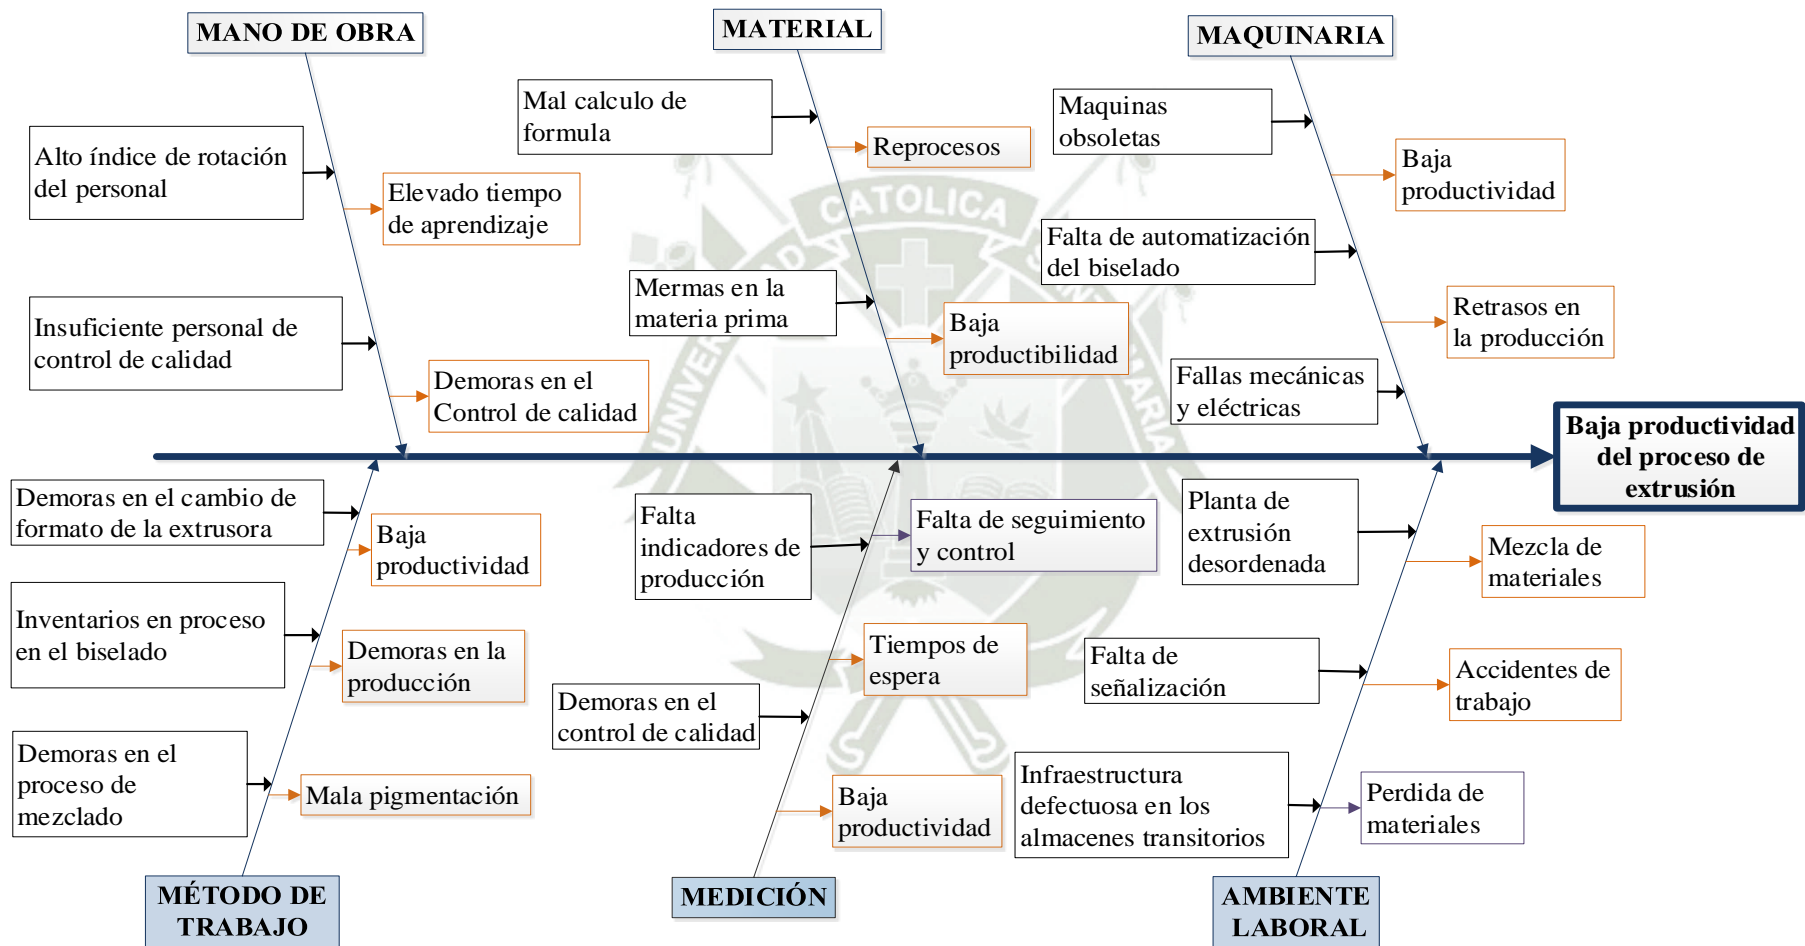 MANO DE OBRA
MATERIAL
MAQUINARIA
Mal calculo de
formula
Maquinas
obsoletas
Alto índice de rotación
del personal
Reprocesos
Baja
productividad
Elevado tiempo
de aprendizaje
Falta de automatización
del biselado
Mermas en la
materia prima
Insuficiente personal de
control de calidad
Baja
productibilidad
Retrasos en
la producción
Demoras en el
Control de calidad
Fallas mecánicas
y eléctricas
Baja productividad
del proceso de
extrusión
Demoras en el cambio de
formato de la extrusora
Baja
productividad
Falta
indicadores de
producción
Falta de seguimiento
y control
Planta de
extrusión
desordenada
Mezcla de
materiales
Inventarios en proceso
en el biselado
Demoras en la
producción
Tiempos de
espera
Falta de
señalización
Accidentes de
trabajo
Demoras en el
control de calidad
Demoras en el
proceso de
mezclado
Mala pigmentación
Baja
productividad
Infraestructura
defectuosa en los
almacenes transitorios
Perdida de
materiales
MÉTODO DE
TRABAJO
MEDICIÓN
AMBIENTE
LABORAL